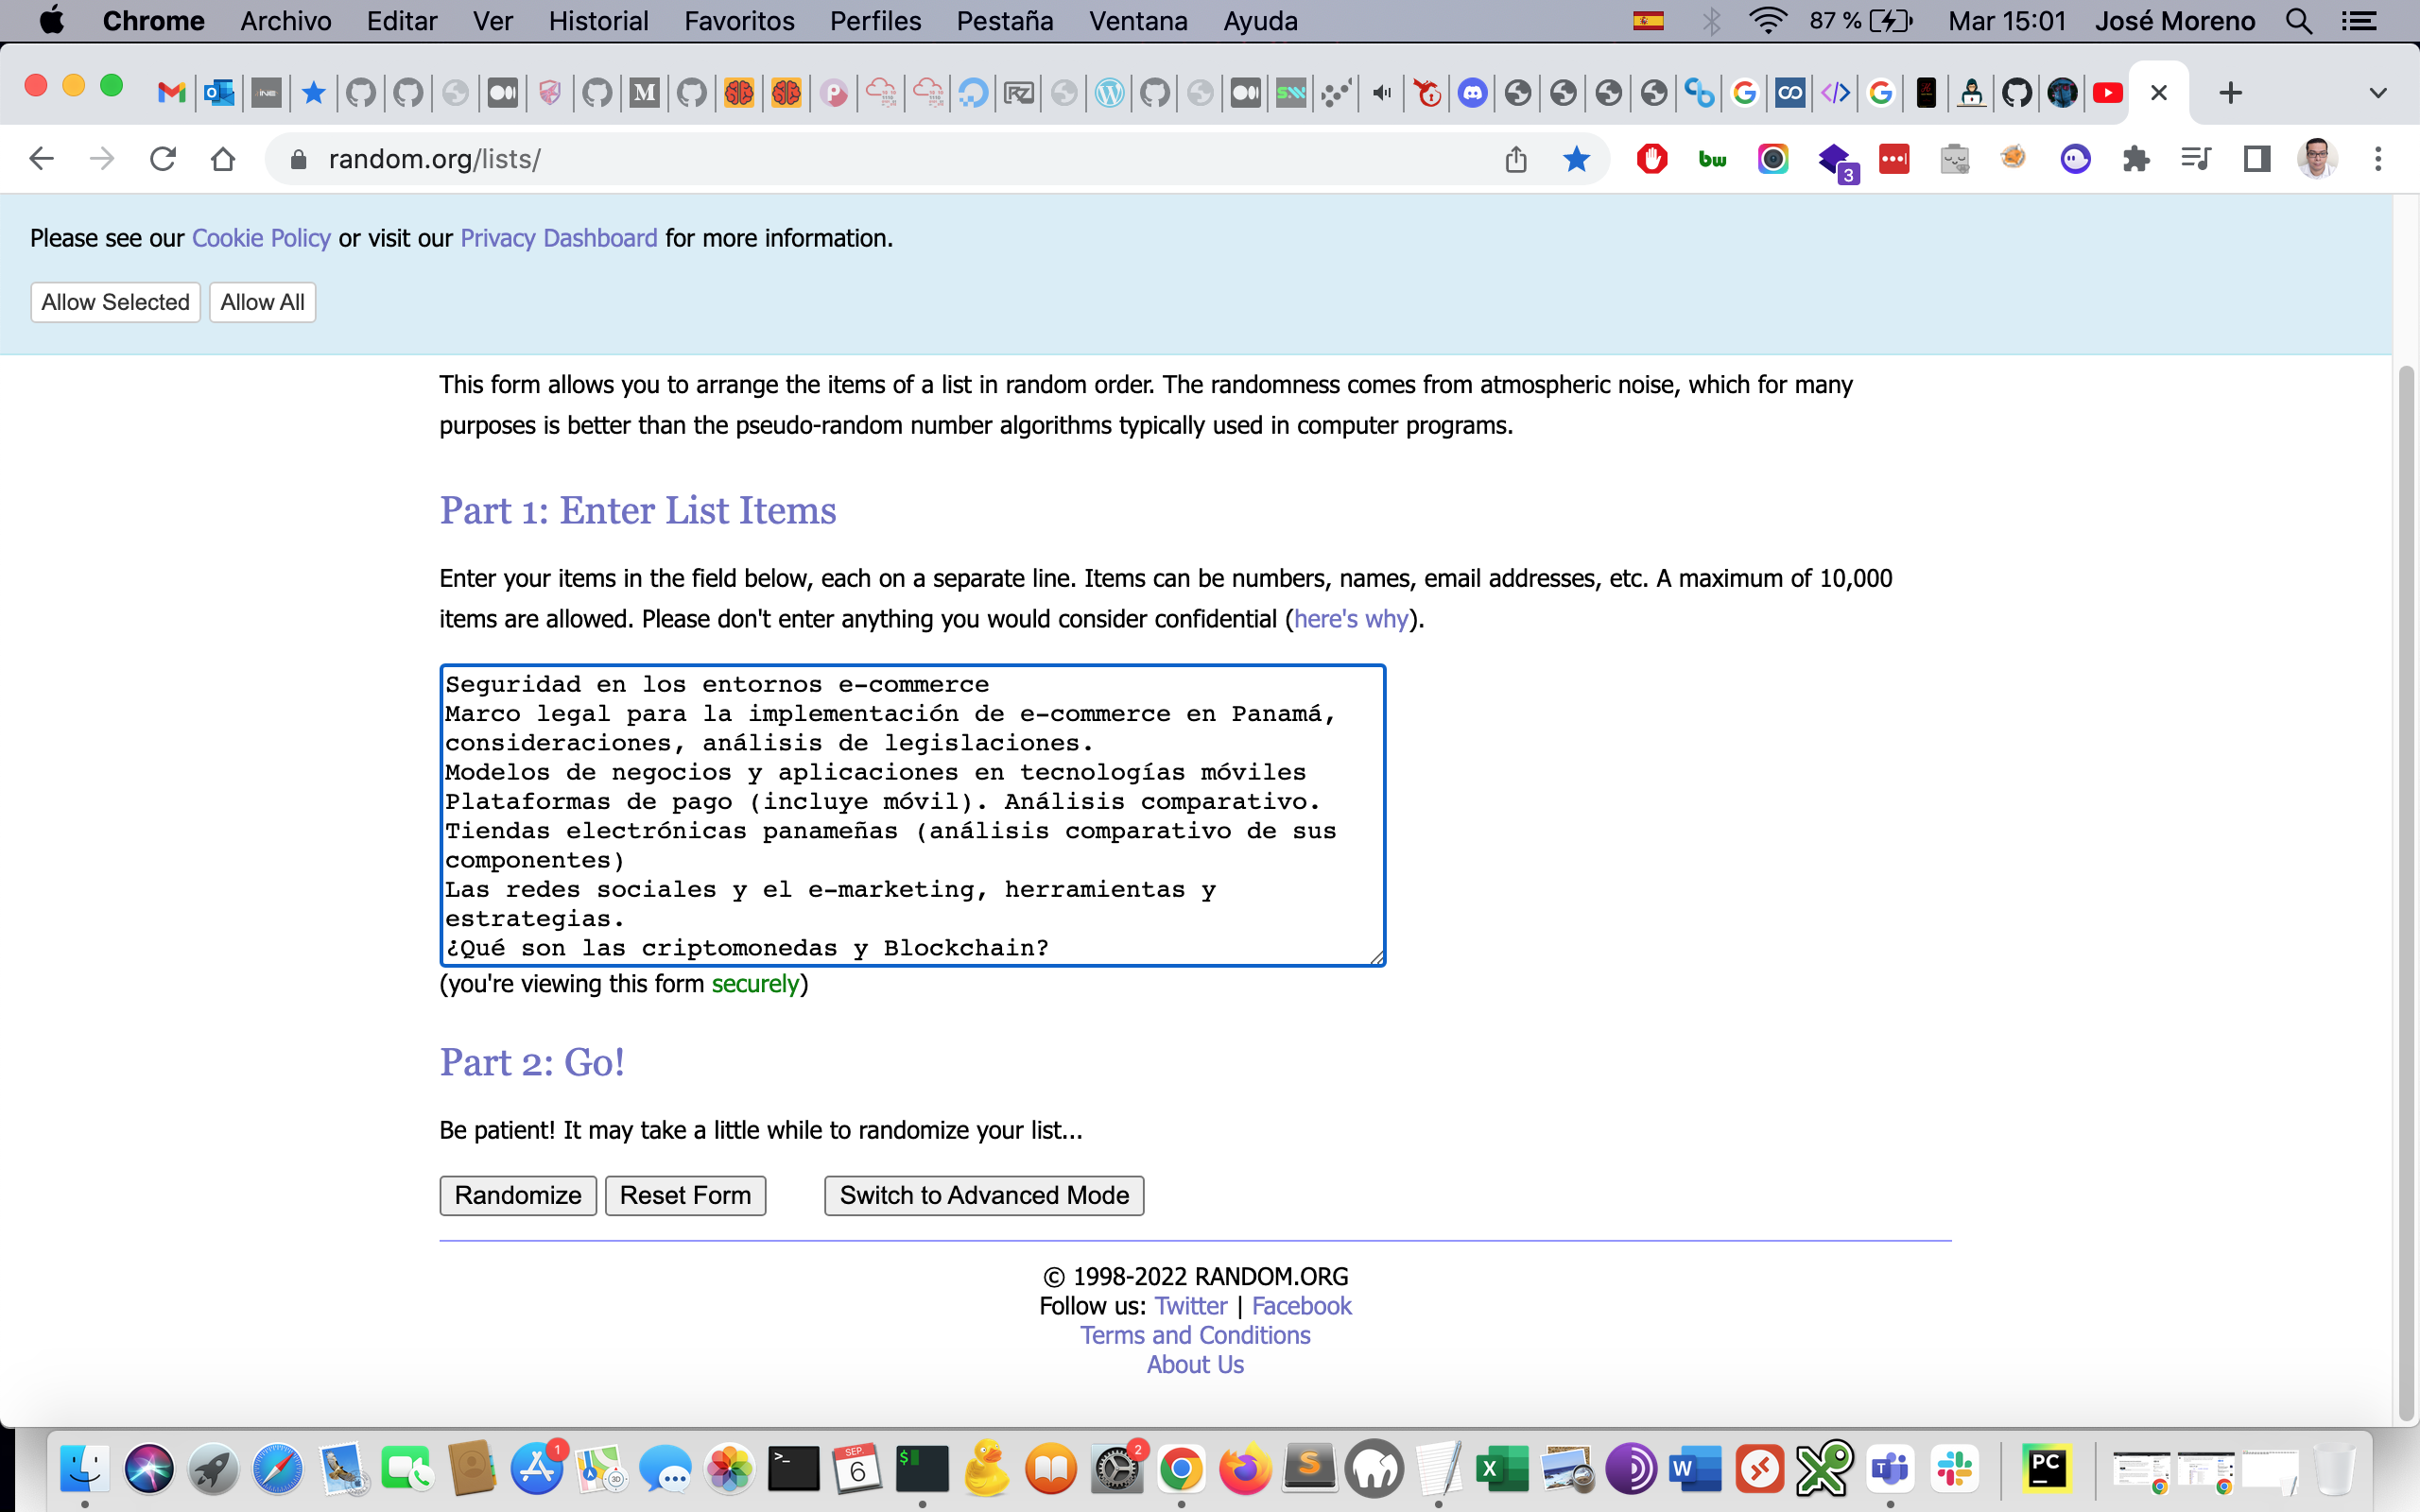 Chrome Archivo Editar Ver Historial Favoritos Perfiles Pestaña Ventana Ayuda 87 % Mar 15:01 José Moreno
random.org/lists/
3
Please see our Cookie Policy or visit our Privacy Dashboard for more information.
Allow Selected Allow All
This form allows you to arrange the items of a list in random order. The randomness comes from atmospheric noise, which for many
purposes is better than the pseudo-random number algorithms typically used in computer programs.
Part 1: Enter List Items
Enter your items in the field below, each on a separate line. Items can be numbers, names, email addresses, etc. A maximum of 10,000
items are allowed. Please don't enter anything you would consider confidential (here's why).
Seguridad en los entornos e-commerce
Marco legal para la implementación de e-commerce en Panamá,
consideraciones, análisis de legislaciones.
Modelos de negocios y aplicaciones en tecnologías móviles
Plataformas de pago (incluye móvil). Análisis comparativo.
Tiendas electrónicas panameñas (análisis comparativo de sus
componentes)
Las redes sociales y el e-marketing, herramientas y
estrategias.
¿Qué son las criptomonedas y Blockchain?
(you're viewing this form securely)
Part 2: Go!
Be patient! It may take a little while to randomize your list...
Randomize Reset Form Switch to Advanced Mode
© 1998-2022 RANDOM.ORG
Follow us: Twitter | Facebook
Terms and Conditions
About Us
1 SEP. 6 2 PC